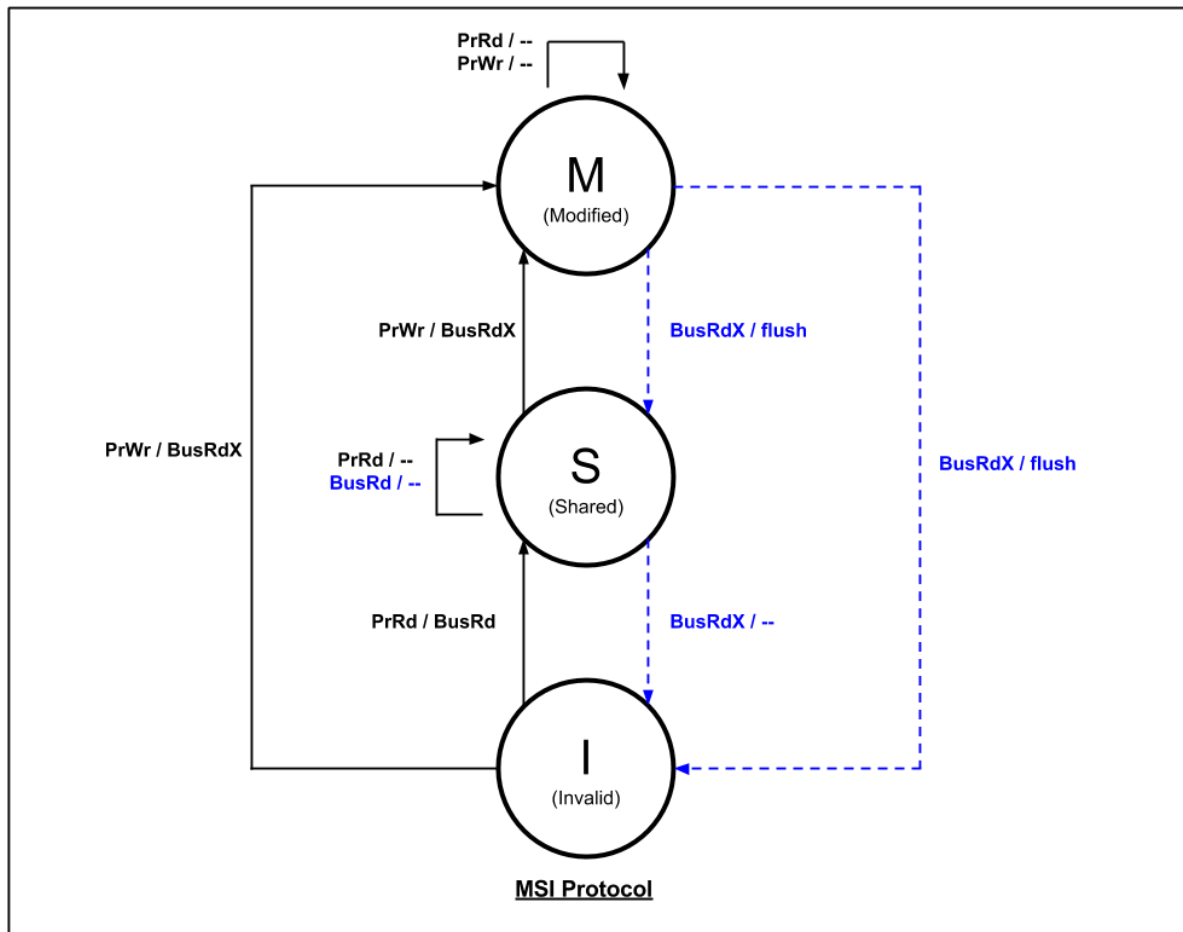 PrRd / --
PrWr / --
M
(Modified)
PrWr / BusRdX
BusRdX / flush
PrWr / BusRdX
PrRd / --
BusRd / --
S
(Shared)
BusRdX / flush
PrRd / BusRd
BusRdX / --
I
(Invalid)
MSI Protocol